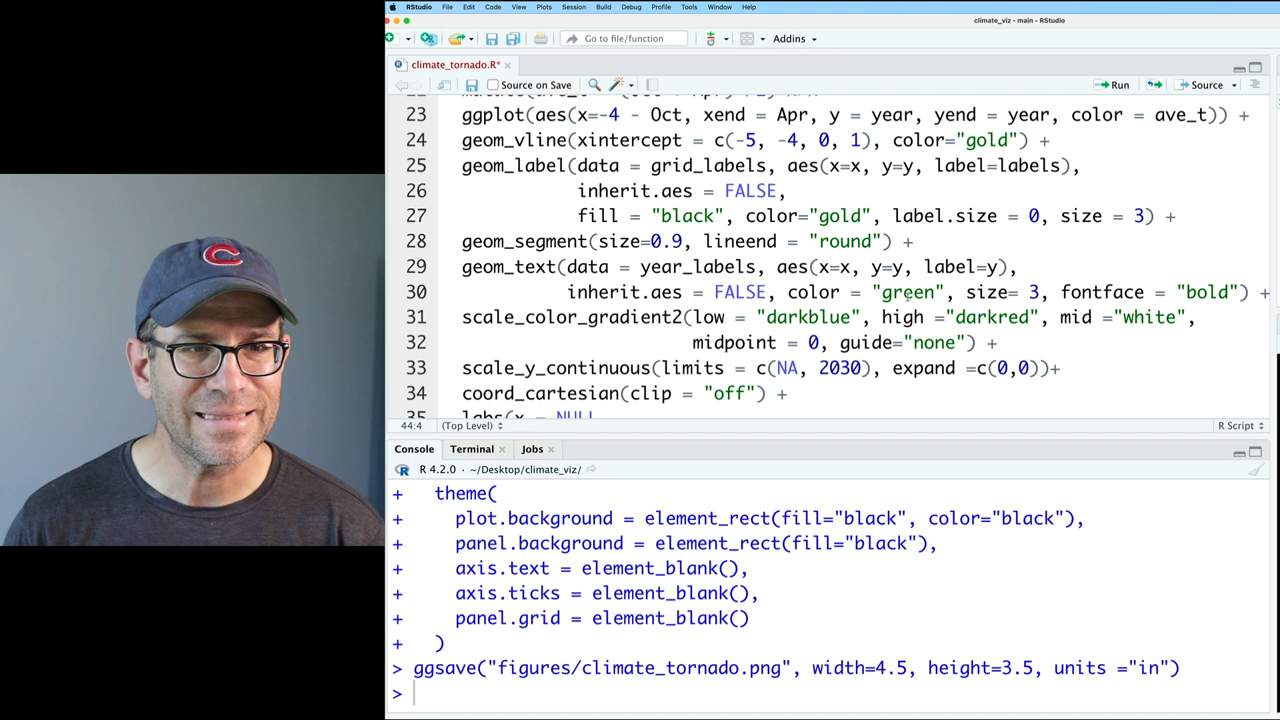 RStudio File Edit Code View Plots Session Build Debug Profile Tools Window Help
climate_viz - main - RStudio
Go to file/function Addins
climate_tornado.R*
Source on Save Run Source
23 ggplot(aes(x=-4 - Oct, xend = Apr, y = year, yend = year, color = ave_t)) +
24 geom_vline(xintercept = c(-5, -4, 0, 1), color="gold") +
25 geom_label(data = grid_labels, aes(x=x, y=y, label=labels),
26 inherit.aes = FALSE,
27 fill = "black", color="gold", label.size = 0, size = 3) +
28 geom_segment(size=0.9, lineend = "round") +
29 geom_text(data = year_labels, aes(x=x, y=y, label=y),
30 inherit.aes = FALSE, color = "green", size= 3, fontface = "bold") +
31 scale_color_gradient2(low = "darkblue", high ="darkred", mid ="white",
32 midpoint = 0, guide="none") +
33 scale_y_continuous(limits = c(NA, 2030), expand =c(0,0))+
34 coord_cartesian(clip = "off") +
35 labs(x = NULL
44:4 (Top Level) R Script
Console Terminal Jobs
R 4.2.0 · ~/Desktop/climate_viz/
+ theme(
+ plot.background = element_rect(fill="black", color="black"),
+ panel.background = element_rect(fill="black"),
+ axis.text = element_blank(),
+ axis.ticks = element_blank(),
+ panel.grid = element_blank()
+ )
> ggsave("figures/climate_tornado.png", width=4.5, height=3.5, units ="in")
>
C